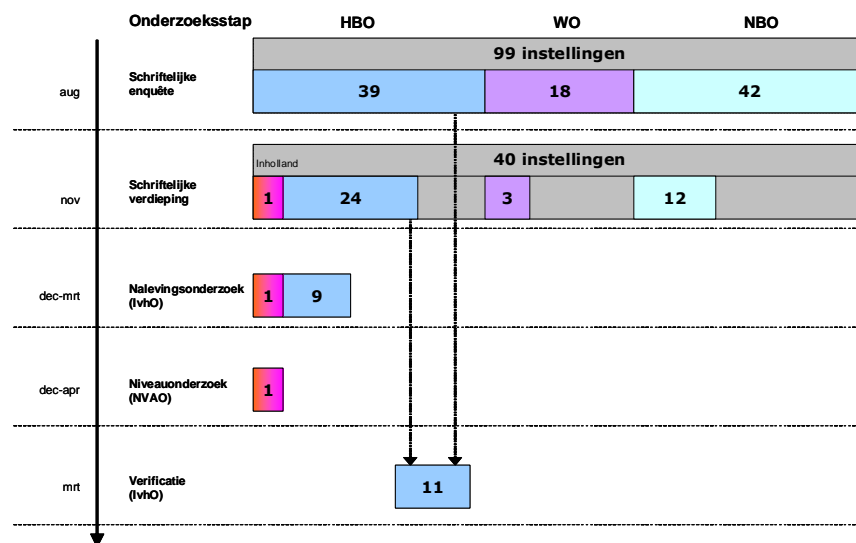 Onderzoeksstap HBO WO NBO
99 instellingen
aug
Schriftelijke
enquête
39 18 42
Inholland
40 instellingen
nov
Schriftelijke
verdieping
1 24 3 12
dec-mrt
Nalevingsonderzoek
(IvhO)
1 9
dec-apr
Niveauonderzoek
(NVAO)
1
mrt
Verificatie
(IvhO)
11